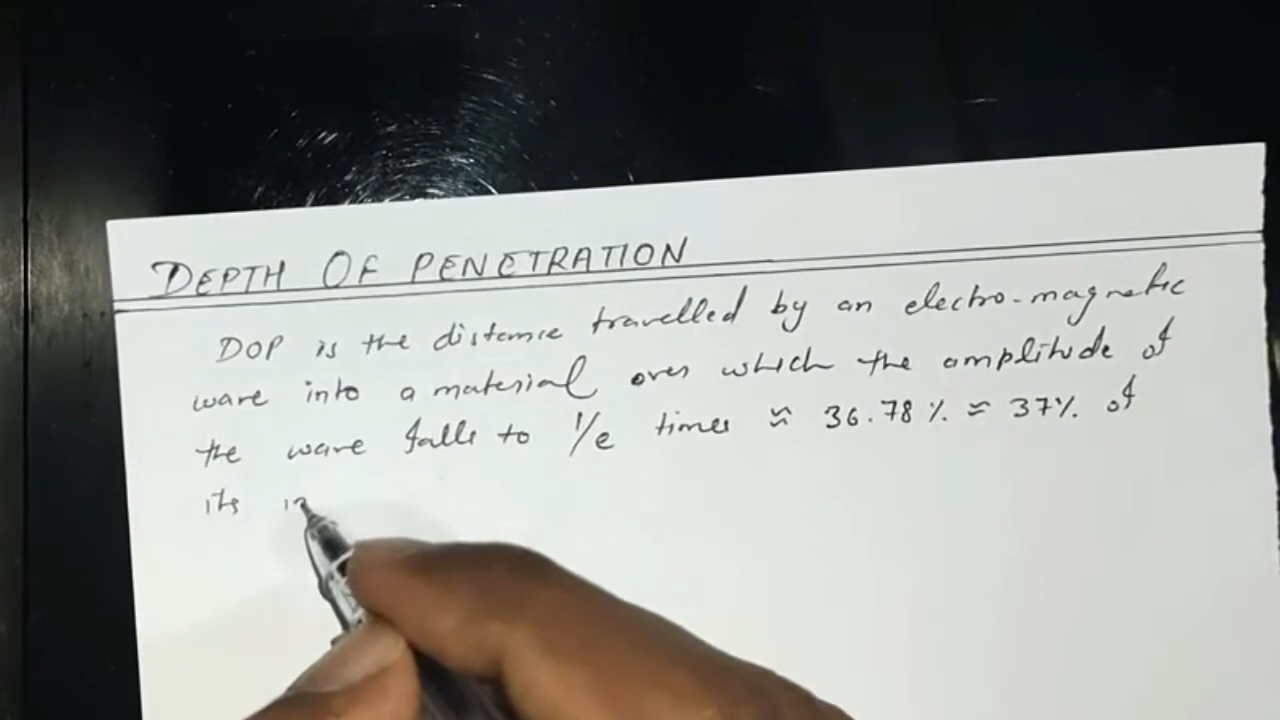 DEPTH OF PENETRATION
DOP is the distance travelled by an electro-magnetic
wave into a material over which the amplitude of
the wave falls to 1/e times ≈ 36.78% ≈ 37% of
its in